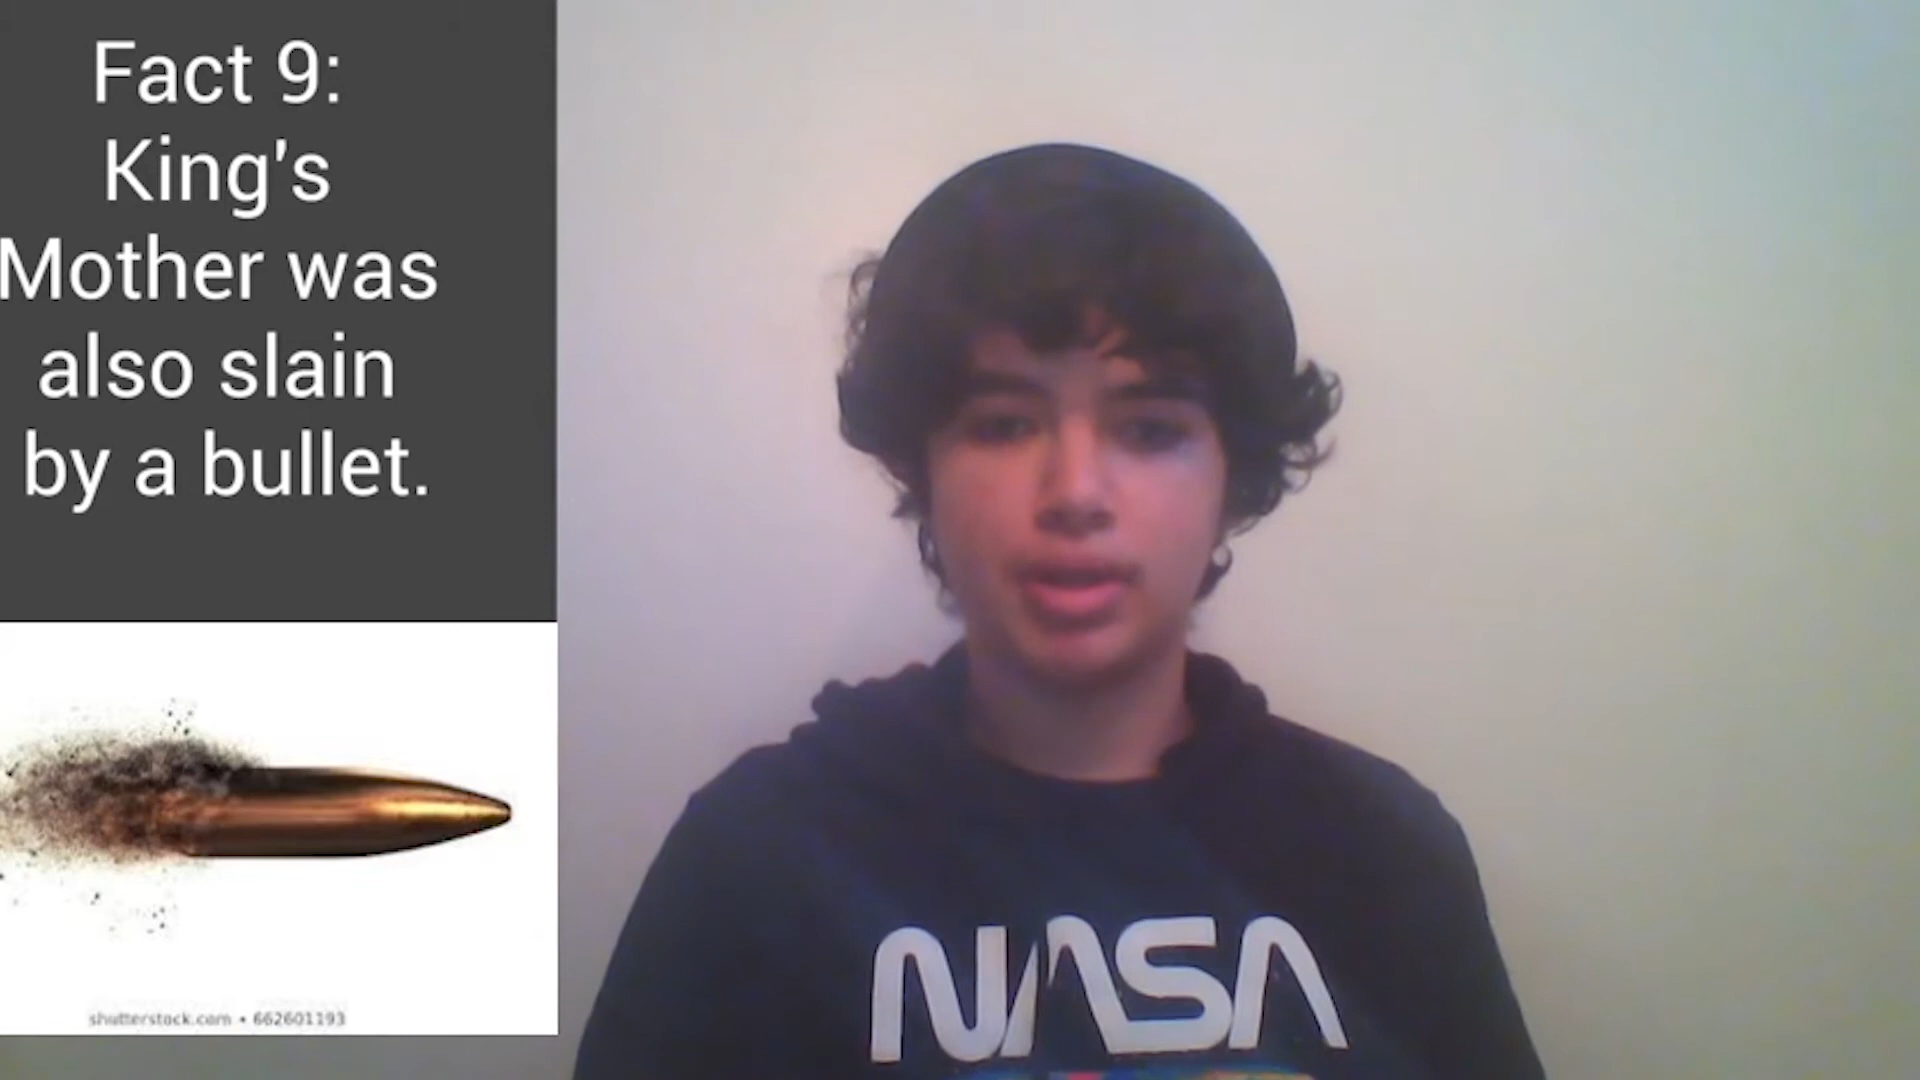 Fact 9:
King's
Mother was
also slain
by a bullet.
shutterstock.com • 662601193
NASA